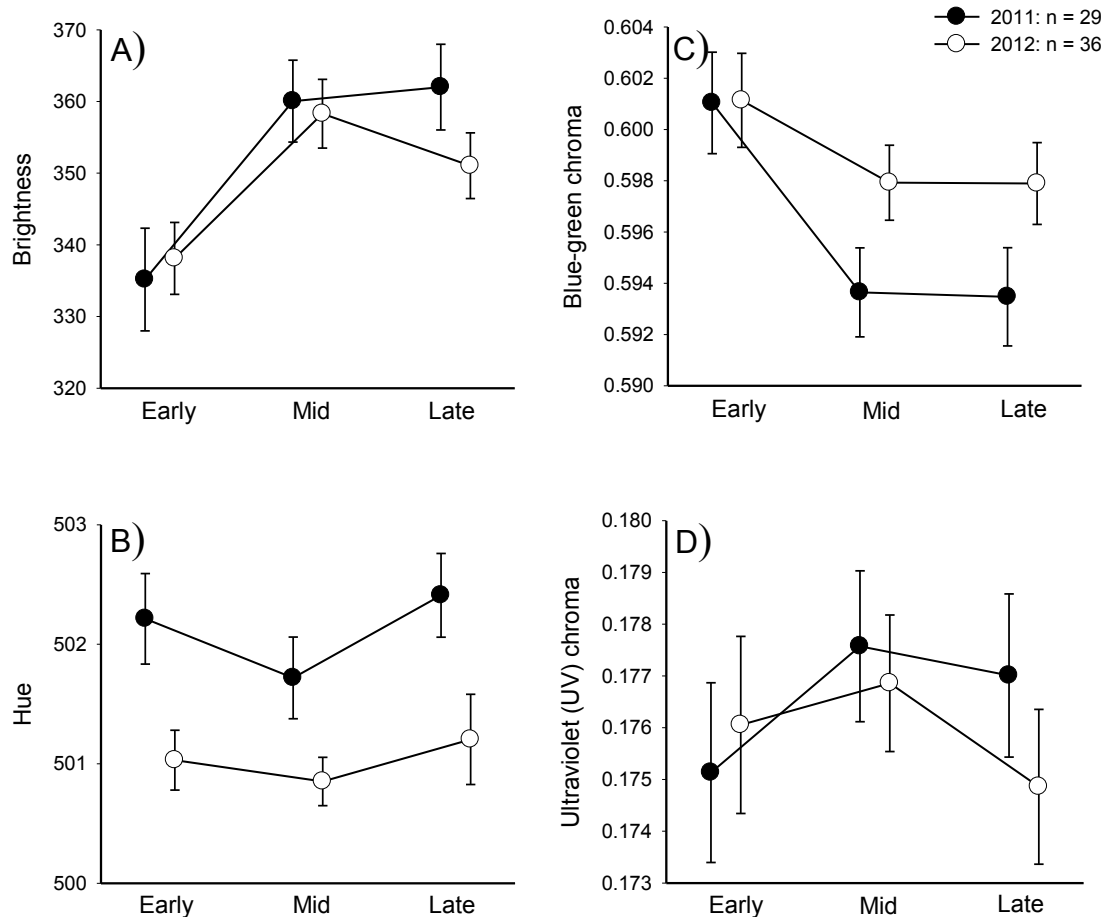 A)
Brightness
370
360
350
340
330
320
Early Mid Late
C)
2011: n = 29
2012: n = 36
Blue-green chroma
0.604
0.602
0.600
0.598
0.596
0.594
0.592
0.590
Early Mid Late
B)
Hue
503
502
501
500
Early Mid Late
D)
Ultraviolet (UV) chroma
0.180
0.179
0.178
0.177
0.176
0.175
0.174
0.173
Early Mid Late